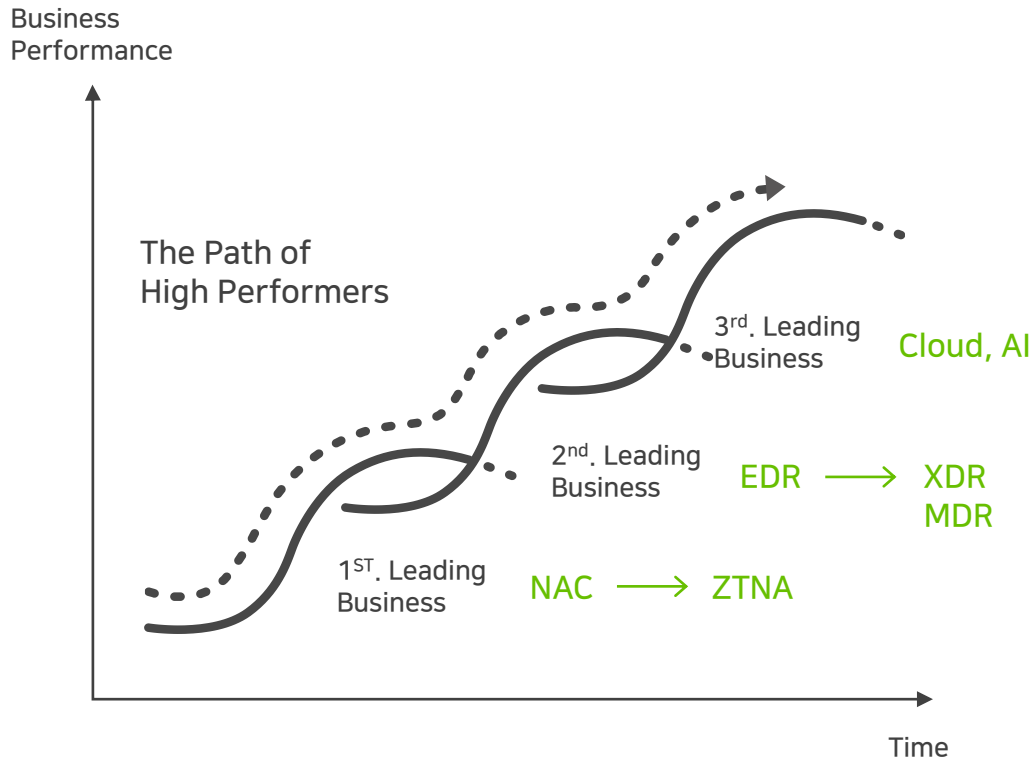 Business
Performance
The Path of
High Performers
3rd. Leading
Business
Cloud, AI
2nd. Leading
Business
EDR → XDR
MDR
1ST. Leading
Business
NAC → ZTNA
Time